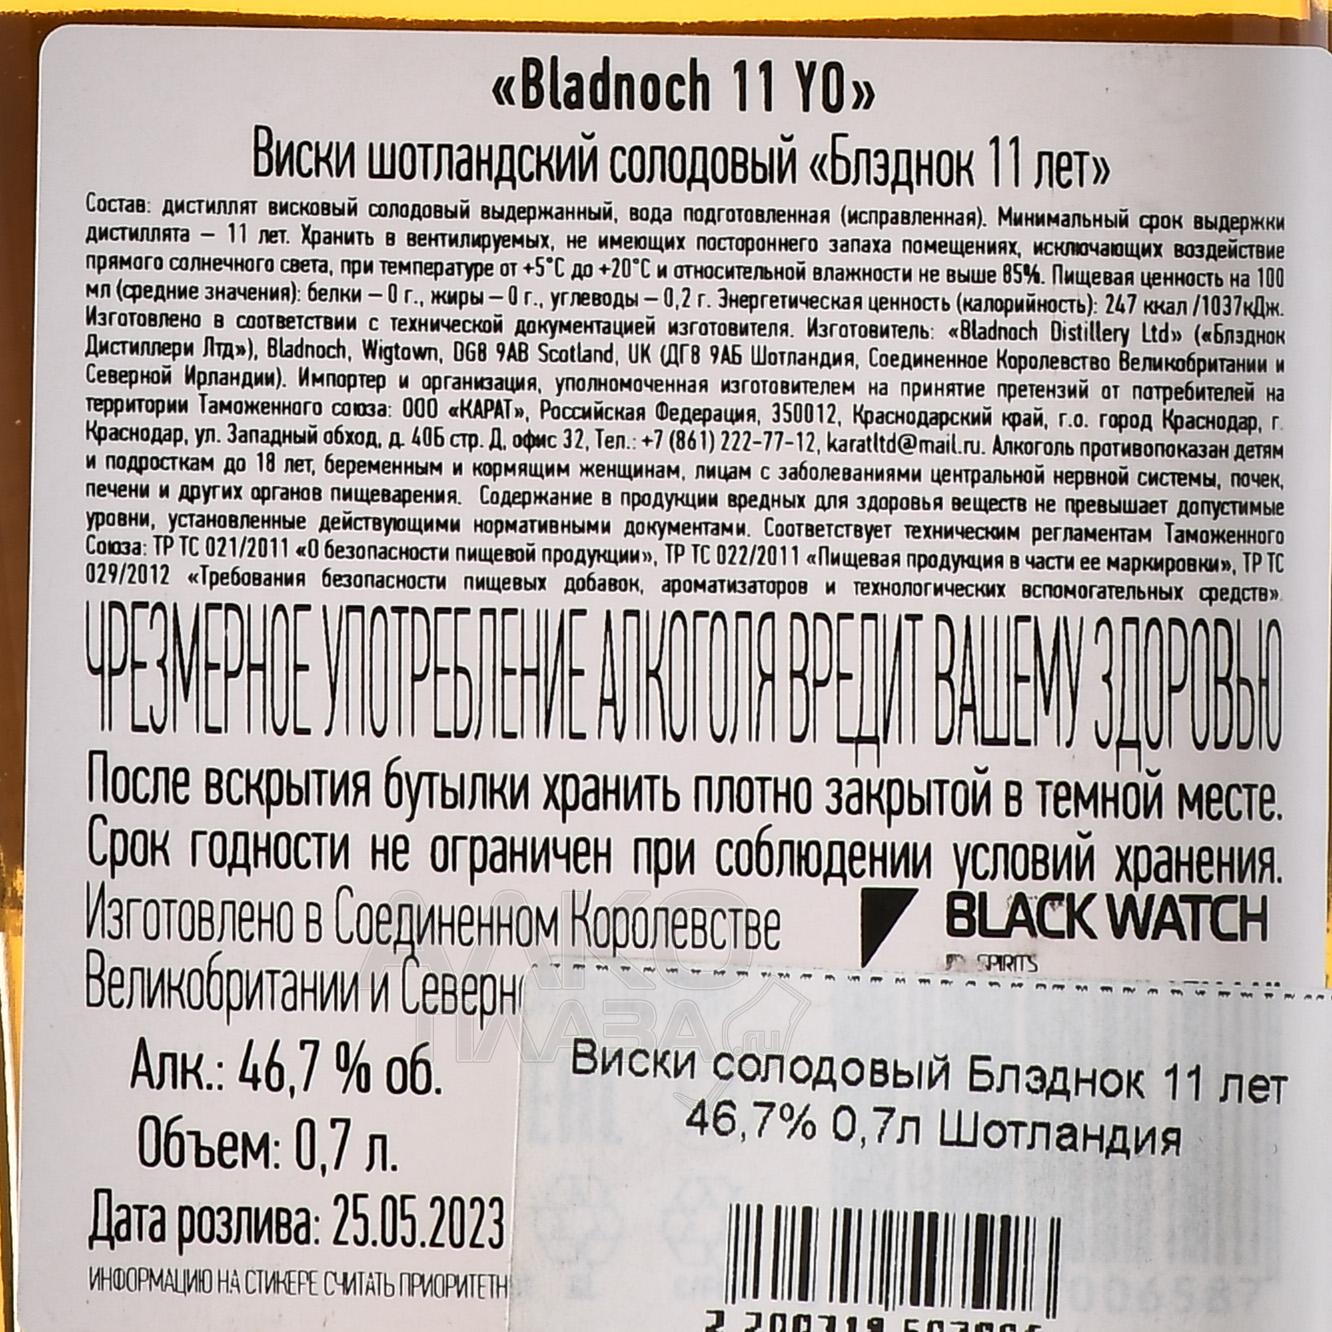 «Bladnoch 11 YO»
Виски шотландский солодовый «Блэднок 11 лет»
Состав: дистиллят висковый солодовый выдержанный, вода подготовленная (исправленная). Минимальный срок выдержки
дистиллята – 11 лет. Хранить в вентилируемых, не имеющих постороннего запаха помещениях, исключающих воздействие
прямого солнечного света, при температуре от +5°С до +20°С и относительной влажности не выше 85%. Пищевая ценность на 100
мл (средние значения): белки – 0 г., жиры – 0 г., углеводы – 0,2 г. Энергетическая ценность (калорийность): 247 ккал /1037кДж.
Изготовлено в соответствии с технической документацией изготовителя. Изготовитель: «Bladnoch Distillery Ltd» («Блэднок
Дистиллери Лтд»), Bladnoch, Wigtown, DG8 9AB Scotland, UK (ДГ8 9АБ Шотландия, Соединенное Королевство Великобритании и
Северной Ирландии). Импортер и организация, уполномоченная изготовителем на принятие претензий от потребителей на
территории Таможенного союза: ООО «КАРАТ», Российская Федерация, 350012, Краснодарский край, г.о. город Краснодар, г.
Краснодар, ул. Западный обход, д. 40Б стр. Д, офис 32, Тел.: +7 (861) 222-77-12, karatltd@mail.ru. Алкоголь противопоказан детям
и подросткам до 18 лет, беременным и кормящим женщинам, лицам с заболеваниями центральной нервной системы, почек,
печени и других органов пищеварения. Содержание в продукции вредных для здоровья веществ не превышает допустимые
уровни, установленные действующими нормативными документами. Соответствует техническим регламентам Таможенного
Союза: ТР ТС 021/2011 «О безопасности пищевой продукции», ТР ТС 022/2011 «Пищевая продукция в части ее маркировки», ТР ТС
029/2012 «Требования безопасности пищевых добавок, ароматизаторов и технологических вспомогательных средств».
ЧРЕЗМЕРНОЕ УПОТРЕБЛЕНИЕ АЛКОГОЛЯ ВРЕДИТ ВАШЕМУ ЗДОРОВЬЮ
После вскрытия бутылки хранить плотно закрытой в темной месте.
Срок годности не ограничен при соблюдении условий хранения.
Изготовлено в Соединенном Королевстве
Великобритании и Северно
BLACK WATCH
SPIRITS
АЛКО
ПЛАЗА.ru
Алк.: 46,7 % об.
Объем: 0,7 л.
Дата розлива: 25.05.2023
ИНФОРМАЦИЮ НА СТИКЕРЕ СЧИТАТЬ ПРИОРИТЕТН
Виски солодовый Блэднок 11 лет
46,7% 0,7л Шотландия
006587